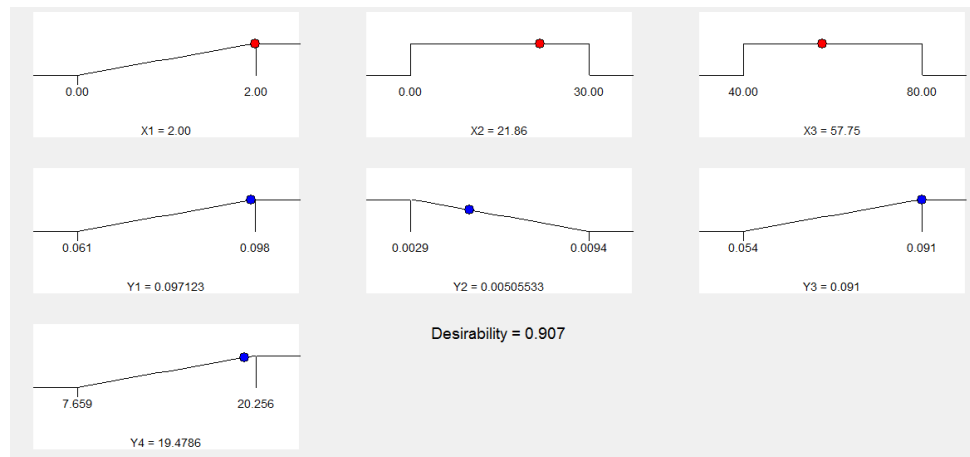 0.00 2.00
X1 = 2.00
0.00 30.00
X2 = 21.86
40.00 80.00
X3 = 57.75
0.061 0.098
Y1 = 0.097123
0.0029 0.0094
Y2 = 0.00505533
0.054 0.091
Y3 = 0.091
7.659 20.256
Y4 = 19.4786
Desirability = 0.907